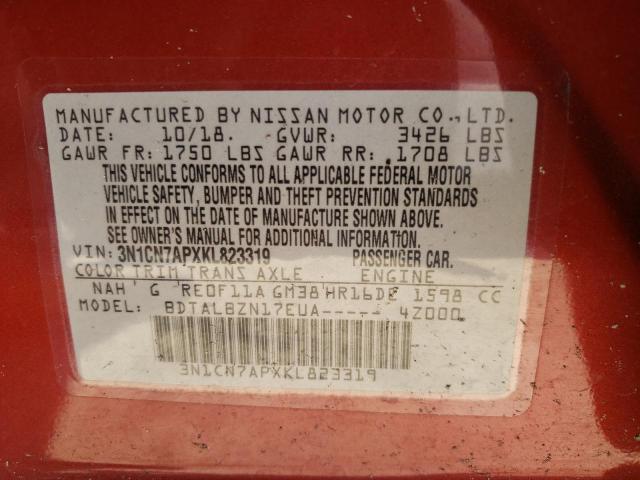 MANUFACTURED BY NISSAN MOTOR CO., LTD.
DATE: 10/18. GVWR: 3426 LBS
GAWR FR: 1750 LBS GAWR RR: 1708 LBS
THIS VEHICLE CONFORMS TO ALL APPLICABLE FEDERAL MOTOR
VEHICLE SAFETY, BUMPER AND THEFT PREVENTION STANDARDS
IN EFFECT ON THE DATE OF MANUFACTURE SHOWN ABOVE.
SEE OWNER'S MANUAL FOR ADDITIONAL INFORMATION.
VIN: 3N1CN7APXKL823319 PASSENGER CAR.
COLOR TRIM TRANS AXLE ENGINE
NAH G RE0F11A GM38 HR16DE 1598 CC
MODEL: BDTALBZN17EUA----- 4Z000
3N1CN7APXKL823319